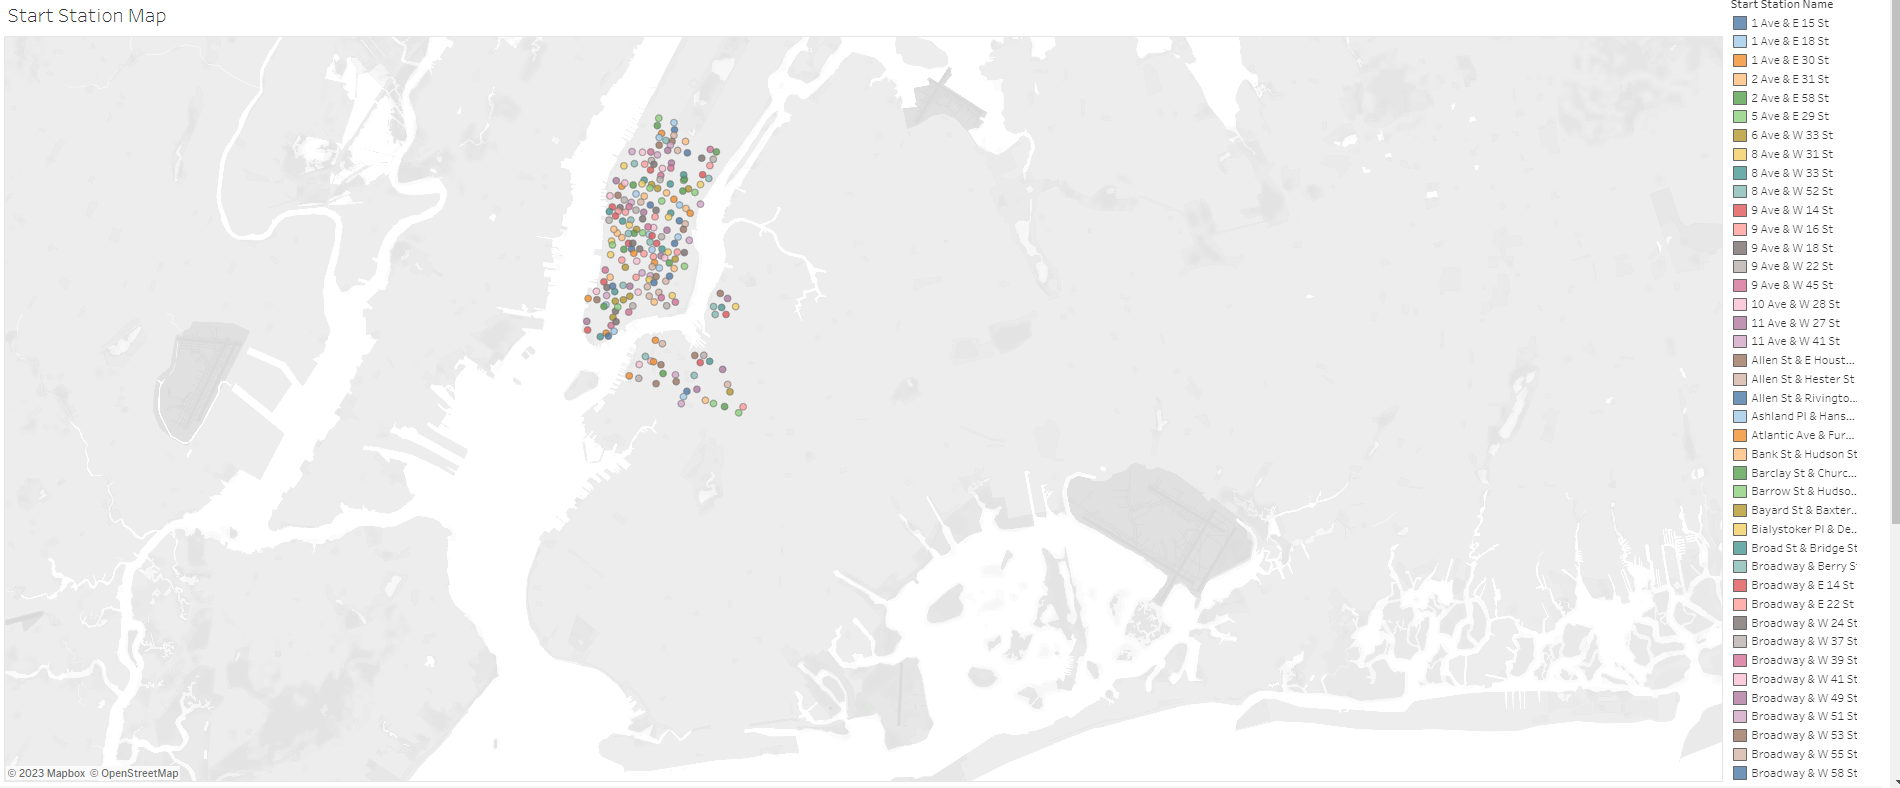 Start Station Map
Start Station Name
1 Ave & E 15 St
1 Ave & E 18 St
1 Ave & E 30 St
2 Ave & E 31 St
2 Ave & E 58 St
5 Ave & E 29 St
6 Ave & W 33 St
8 Ave & W 31 St
8 Ave & W 33 St
8 Ave & W 52 St
9 Ave & W 14 St
9 Ave & W 16 St
9 Ave & W 18 St
9 Ave & W 22 St
9 Ave & W 45 St
10 Ave & W 28 St
11 Ave & W 27 St
11 Ave & W 41 St
Allen St & E Houst...
Allen St & Hester St
Allen St & Rivingto...
Ashland Pl & Hans...
Atlantic Ave & Fur...
Bank St & Hudson St
Barclay St & Churc...
Barrow St & Hudso..
Bayard St & Baxter..
Bialystoker Pl & De..
Broad St & Bridge St
Broadway & Berry S
Broadway & E 14 St
Broadway & E 22 St
Broadway & W 24 St
Broadway & W 37 St
Broadway & W 39 St
Broadway & W 41 St
Broadway & W 49 St
Broadway & W 51 St
Broadway & W 53 St
Broadway & W 55 St
Broadway & W 58 St
© 2023 Mapbox © OpenStreetMap